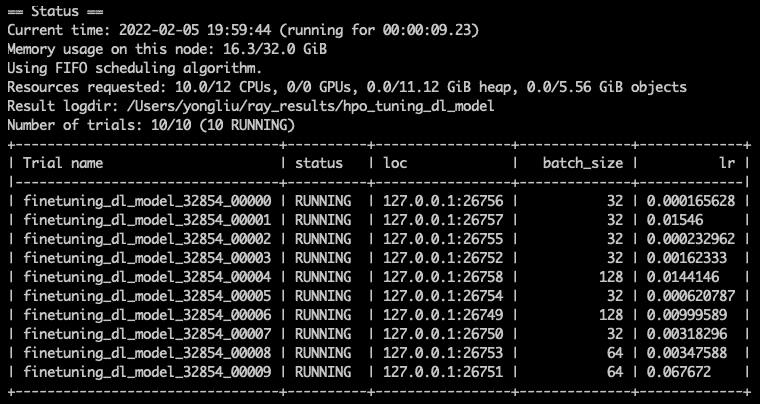 == Status ==
Current time: 2022-02-05 19:59:44 (running for 00:00:09.23)
Memory usage on this node: 16.3/32.0 GiB
Using FIFO scheduling algorithm.
Resources requested: 10.0/12 CPUs, 0/0 GPUs, 0.0/11.12 GiB heap, 0.0/5.56 GiB objects
Result logdir: /Users/yongliu/ray_results/hpo_tuning_dl_model
Number of trials: 10/10 (10 RUNNING)
+--------------------------------+----------+-----------------+--------------+-------------+
| Trial name                     | status   | loc             |   batch_size |          lr |
|--------------------------------+----------+-----------------+--------------+-------------|
| finetuning_dl_model_32854_00000 | RUNNING  | 127.0.0.1:26756 |           32 | 0.000165628 |
| finetuning_dl_model_32854_00001 | RUNNING  | 127.0.0.1:26757 |           32 | 0.01546     |
| finetuning_dl_model_32854_00002 | RUNNING  | 127.0.0.1:26755 |           32 | 0.000232962 |
| finetuning_dl_model_32854_00003 | RUNNING  | 127.0.0.1:26752 |           32 | 0.00162333  |
| finetuning_dl_model_32854_00004 | RUNNING  | 127.0.0.1:26758 |          128 | 0.0144146   |
| finetuning_dl_model_32854_00005 | RUNNING  | 127.0.0.1:26754 |           32 | 0.000620787 |
| finetuning_dl_model_32854_00006 | RUNNING  | 127.0.0.1:26749 |          128 | 0.00999589  |
| finetuning_dl_model_32854_00007 | RUNNING  | 127.0.0.1:26750 |           32 | 0.00318296  |
| finetuning_dl_model_32854_00008 | RUNNING  | 127.0.0.1:26753 |           64 | 0.00347588  |
| finetuning_dl_model_32854_00009 | RUNNING  | 127.0.0.1:26751 |           64 | 0.067672    |
+--------------------------------+----------+-----------------+--------------+-------------+